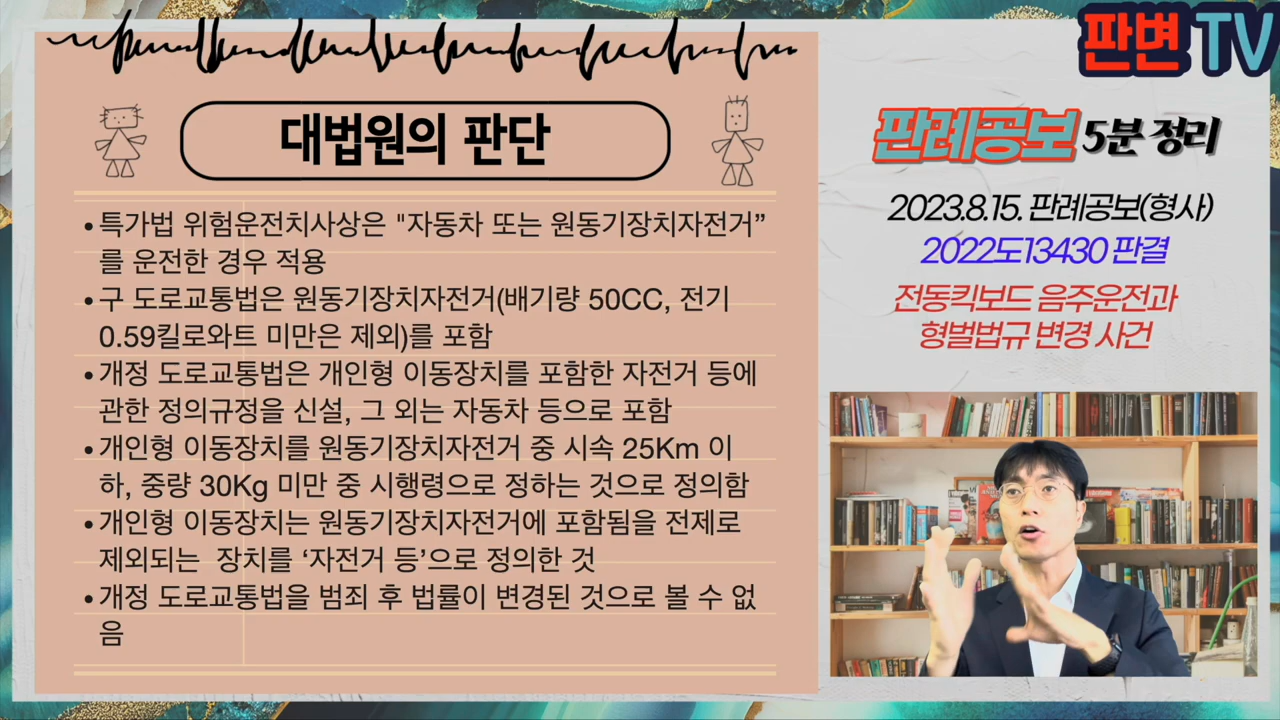 판변 TV
대법원의 판단
• 특가법 위험운전치사상은 "자동차 또는 원동기장치자전거”
를 운전한 경우 적용
• 구 도로교통법은 원동기장치자전거(배기량 50CC, 전기
0.59킬로와트 미만은 제외)를 포함
• 개정 도로교통법은 개인형 이동장치를 포함한 자전거 등에
관한 정의규정을 신설, 그 외는 자동차 등으로 포함
• 개인형 이동장치를 원동기장치자전거 중 시속 25Km 이
하, 중량 30Kg 미만 중 시행령으로 정하는 것으로 정의함
• 개인형 이동장치는 원동기장치자전거에 포함됨을 전제로
제외되는 장치를 ‘자전거 등’으로 정의한 것
• 개정 도로교통법을 범죄 후 법률이 변경된 것으로 볼 수 없
음
판례공보 5분 정리
2023.8.15. 판례공보(형사)
2022도13430 판결
전동킥보드 음주운전과
형벌법규 변경 사건